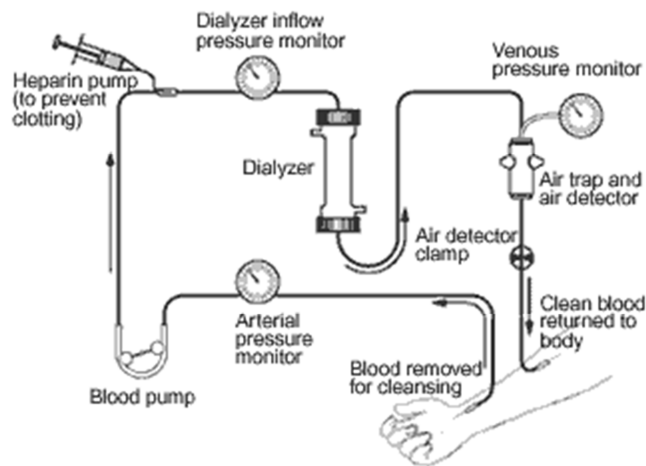 Dialyzer inflow
pressure monitor
Venous
pressure monitor
Heparin pump
(to prevent
clotting)
Dialyzer
Air trap and
air detector
Air detector
clamp
Clean blood
returned to
body
Arterial
pressure
monitor
Blood removed
for cleansing
Blood pump